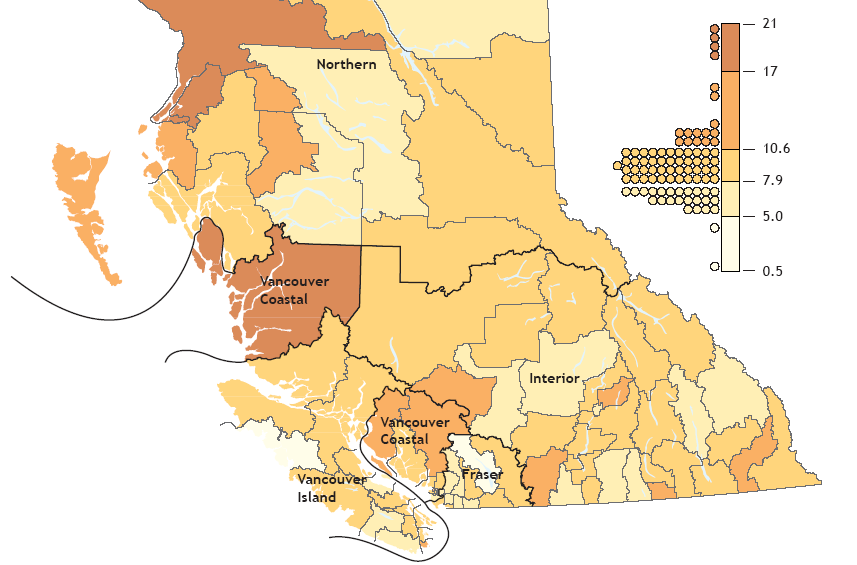 21
Northern
17
10.6
7.9
5.0
Vancouver
Coastal
0.5
Interior
Vancouver
Coastal
Vancouver
Island
Fraser